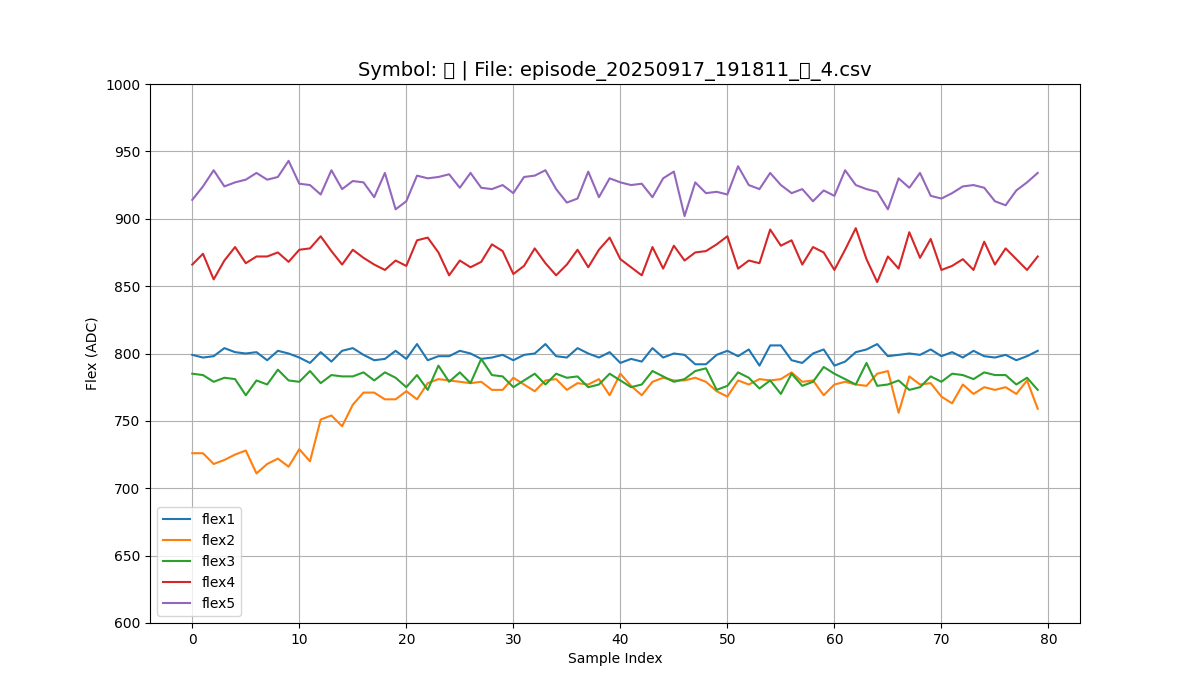 Symbol: | File: episode_20250917_191811_ _4.csv
1000
950
900
850
800
750
700
650
600
Flex (ADC)
flex1
flex2
flex3
flex4
flex5
0 10 20 30 40 50 60 70 80
Sample Index